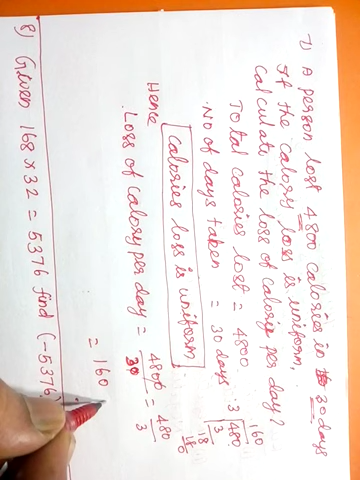 7) A person lost 4800 calories in 30 days
If the calory loss is uniform,
calculate the loss of calory per day?
Total calories lost = 4800
No of days taken = 30 days
[calories loss is uniform]
Hence
Loss of calory per day = 4800/30 = 480/3
= 160
160
3 480
3
18
18
0
8) Given 168 x 32 = 5376 find (-5376)